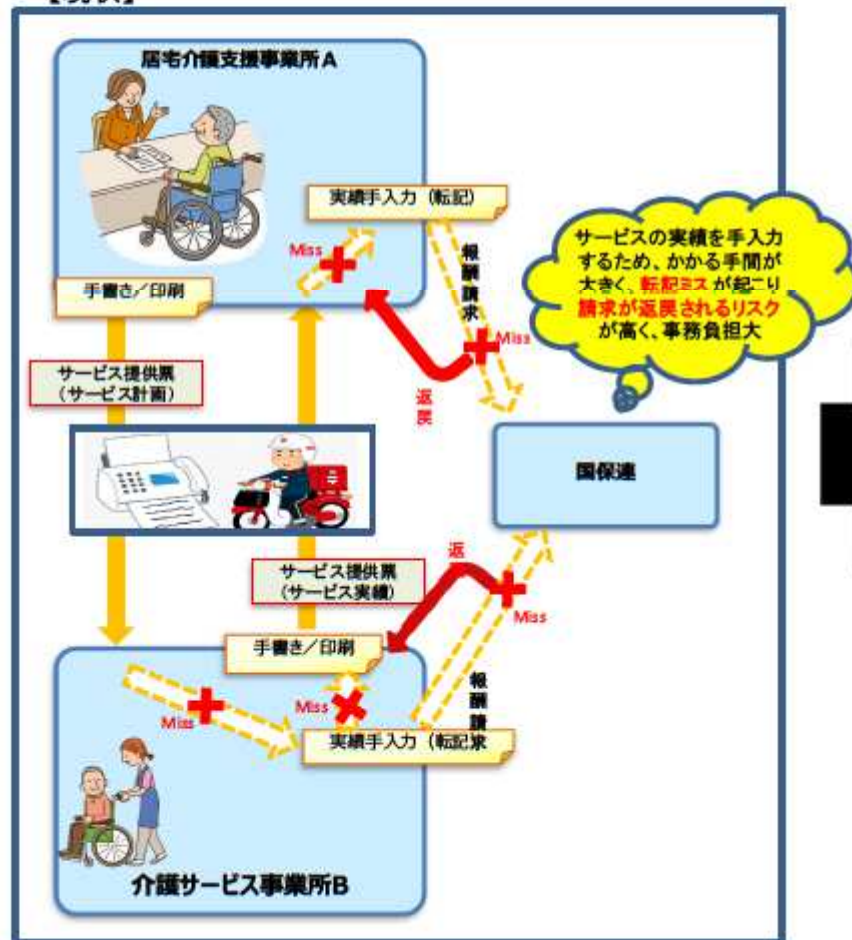 居宅介護支援事業所A
実績手入力（転記）
Miss
報酬請求
手書き／印刷
Miss
返戻
サービス提供票
（サービス計画）
サービスの実績を手入力
するため、かかる手間が
大きく、転記ミスが起こり
請求が返戻されるリスク
が高く、事務負担大
国保連
返
サービス提供票
（サービス実績）
Miss
手書き／印刷
報酬請求
Miss
Miss
実績手入力（転記
介護サービス事業所B